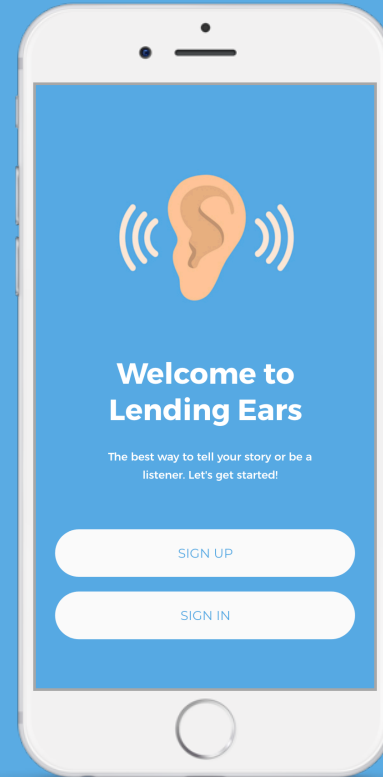 Welcome to
Lending Ears
The best way to tell your story or be a
listener. Let's get started!
SIGN UP
SIGN IN